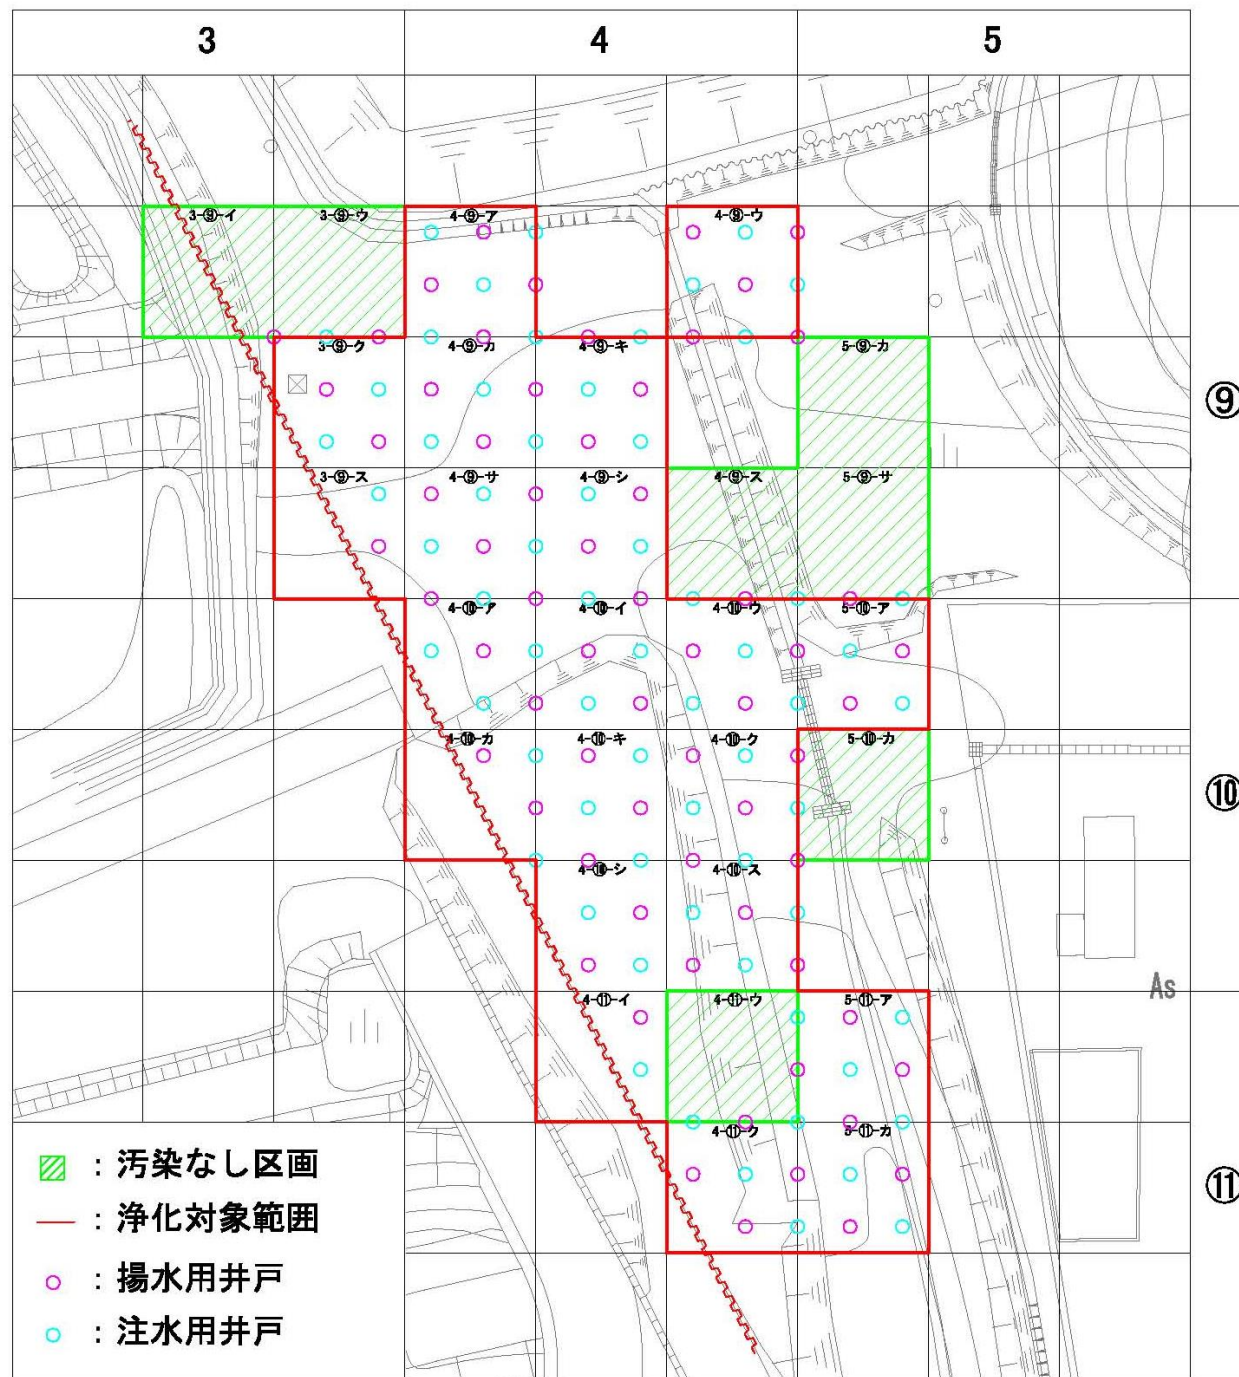 3 4 5
3-⑨-イ 3-⑨-ウ 4-⑨-ア 4-⑨-ウ
3-⑨-ク 4-⑨-カ 4-⑨-キ 5-⑨-カ
⑨
3-⑨-ス 4-⑨-サ 4-⑨-シ 4-⑨-ス 5-⑨-サ
4-⑩-ア 4-⑩-イ 4-⑩-ウ 5-⑩-ア
4-⑩-カ 4-⑩-キ 4-⑩-ク 5-⑩-カ
⑩
4-⑩-シ 4-⑩-ス
As
4-⑪-イ 4-⑪-ウ 5-⑪-ア
4-⑪-ク 5-⑪-カ
⑪
：汚染なし区画
：浄化対象範囲
：揚水用井戸
：注水用井戸